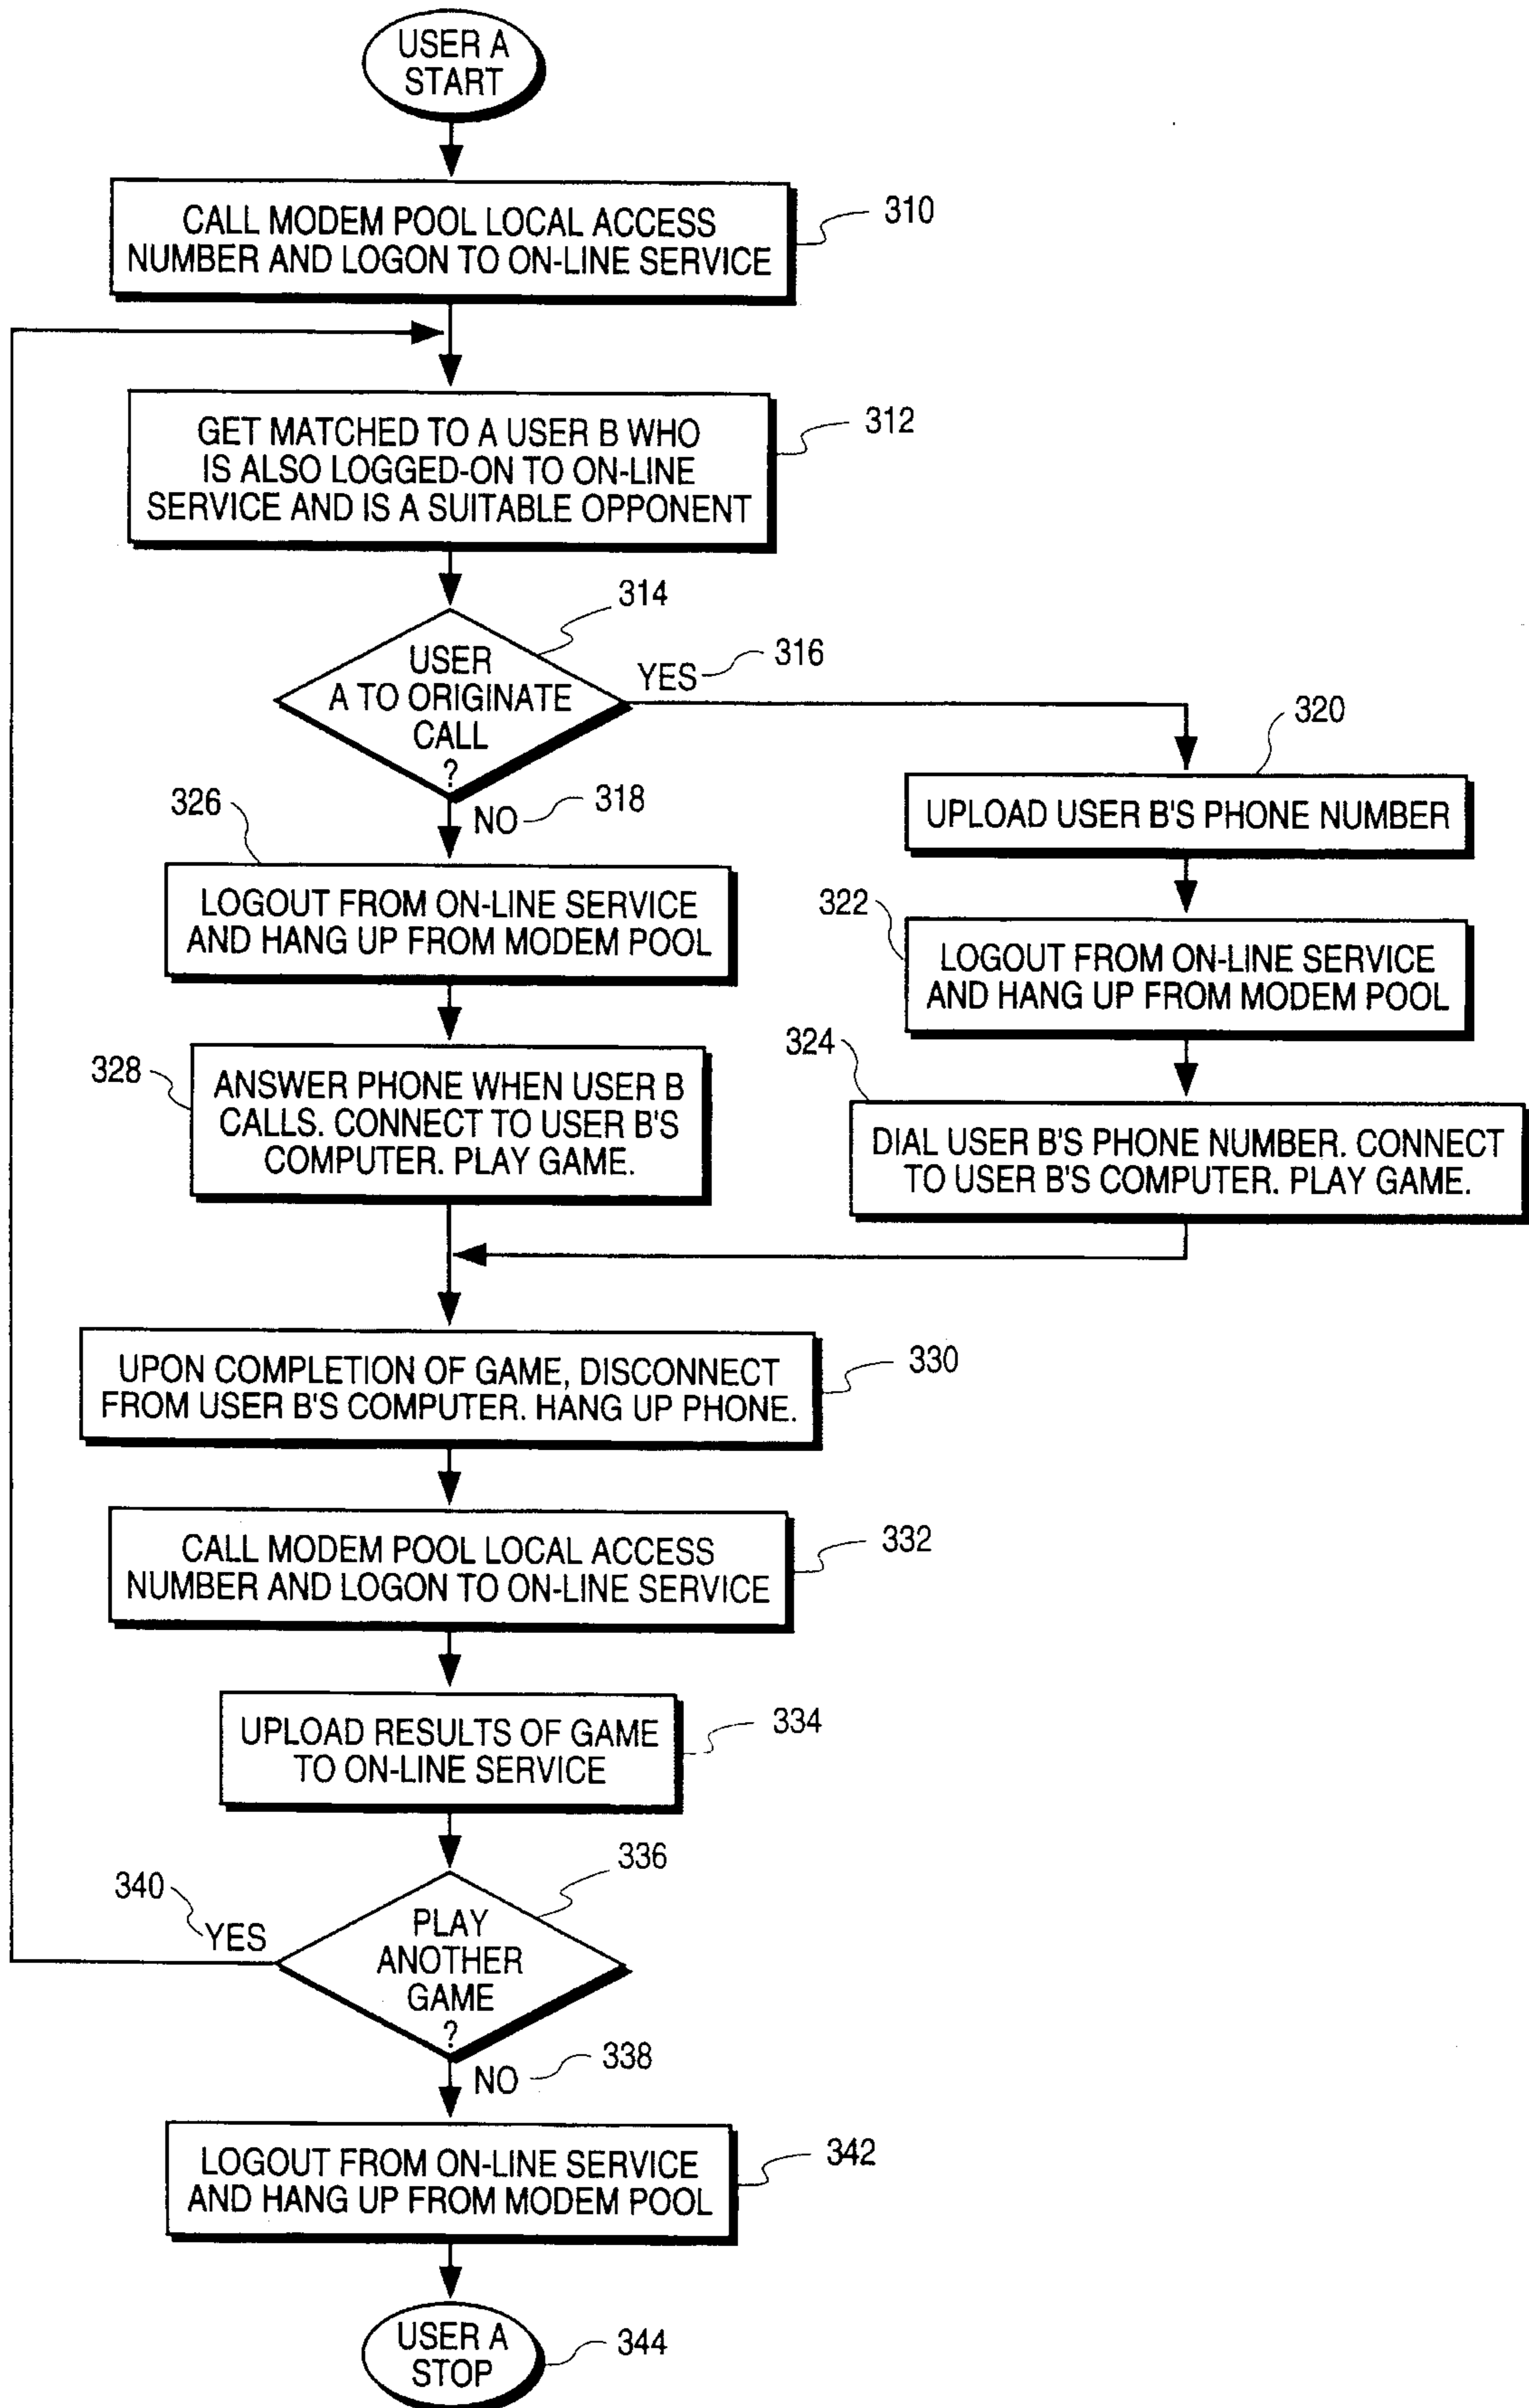 USER A
START
CALL MODEM POOL LOCAL ACCESS
NUMBER AND LOGON TO ON-LINE SERVICE
310
GET MATCHED TO A USER B WHO
IS ALSO LOGGED-ON TO ON-LINE
SERVICE AND IS A SUITABLE OPPONENT
312
314
USER
A TO ORIGINATE
CALL
?
YES
316
NO
318
320
UPLOAD USER B'S PHONE NUMBER
326
LOGOUT FROM ON-LINE SERVICE
AND HANG UP FROM MODEM POOL
322
LOGOUT FROM ON-LINE SERVICE
AND HANG UP FROM MODEM POOL
328
ANSWER PHONE WHEN USER B
CALLS. CONNECT TO USER B'S
COMPUTER. PLAY GAME.
324
DIAL USER B'S PHONE NUMBER. CONNECT
TO USER B'S COMPUTER. PLAY GAME.
UPON COMPLETION OF GAME, DISCONNECT
FROM USER B'S COMPUTER. HANG UP PHONE.
330
CALL MODEM POOL LOCAL ACCESS
NUMBER AND LOGON TO ON-LINE SERVICE
332
UPLOAD RESULTS OF GAME
TO ON-LINE SERVICE
334
336
340
YES
PLAY
ANOTHER
GAME
?
NO
338
LOGOUT FROM ON-LINE SERVICE
AND HANG UP FROM MODEM POOL
342
USER A
STOP
344